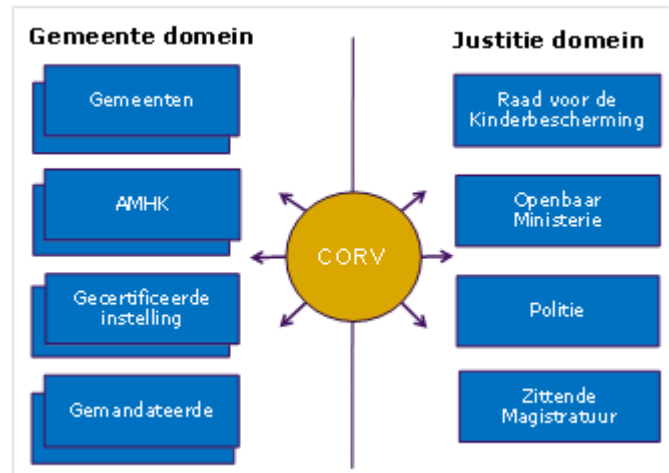 Gemeente domein
Gemeenten
AMHK
Gecertificeerde
instelling
Gemandateerde
CORV
Justitie domein
Raad voor de
Kinderbescherming
Openbaar
Ministerie
Politie
Zittende
Magistratuur